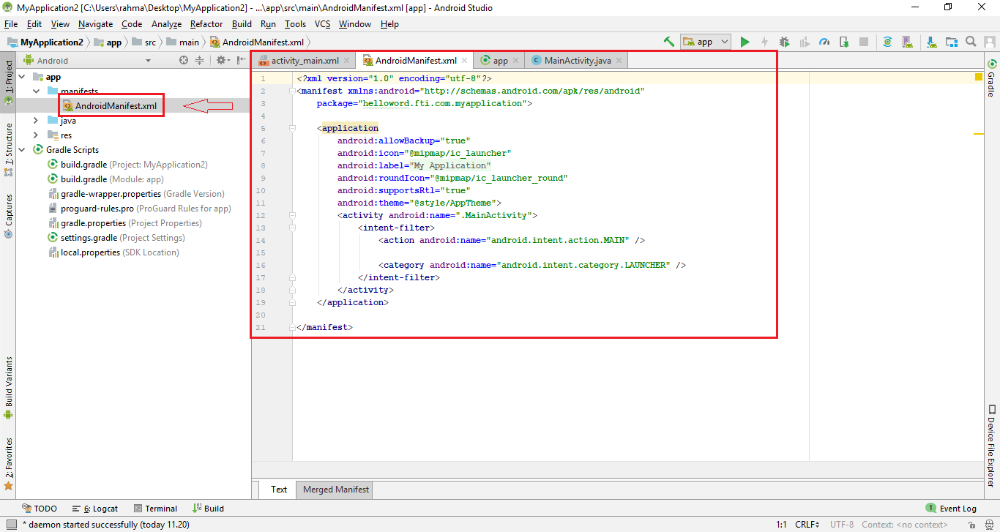 MyApplication2 [C:\Users\rahma\Desktop\MyApplication2] - ...\app\src\main\AndroidManifest.xml [app] - Android Studio
File Edit View Navigate Code Analyze Refactor Build Run Tools VCS Window Help
MyApplication2 app src main AndroidManifest.xml app
1: Project
7: Structure
Captures
Build Variants
2: Favorites
Android
app
manifests
AndroidManifest.xml
java
res
Gradle Scripts
build.gradle (Project: MyApplication2)
build.gradle (Module: app)
gradle-wrapper.properties (Gradle Version)
proguard-rules.pro (ProGuard Rules for app)
gradle.properties (Project Properties)
settings.gradle (Project Settings)
local.properties (SDK Location)
activity_main.xml AndroidManifest.xml app MainActivity.java
1 <?xml version="1.0" encoding="utf-8"?>
2 <manifest xmlns:android="http://schemas.android.com/apk/res/android"
3 package="helloword.fti.com.myapplication">
4
5 <application
6 android:allowBackup="true"
7 android:icon="@mipmap/ic_launcher"
8 android:label="My Application"
9 android:roundIcon="@mipmap/ic_launcher_round"
10 android:supportsRtl="true"
11 android:theme="@style/AppTheme">
12 <activity android:name=".MainActivity">
13 <intent-filter>
14 <action android:name="android.intent.action.MAIN" />
15
16 <category android:name="android.intent.category.LAUNCHER" />
17 </intent-filter>
18 </activity>
19 </application>
20
21 </manifest>
Gradle
Device File Explorer
Text Merged Manifest
TODO 6: Logcat Terminal Build 1 Event Log
* daemon started successfully (today 11.20) 1:1 CRLF UTF-8 Context: <no context>